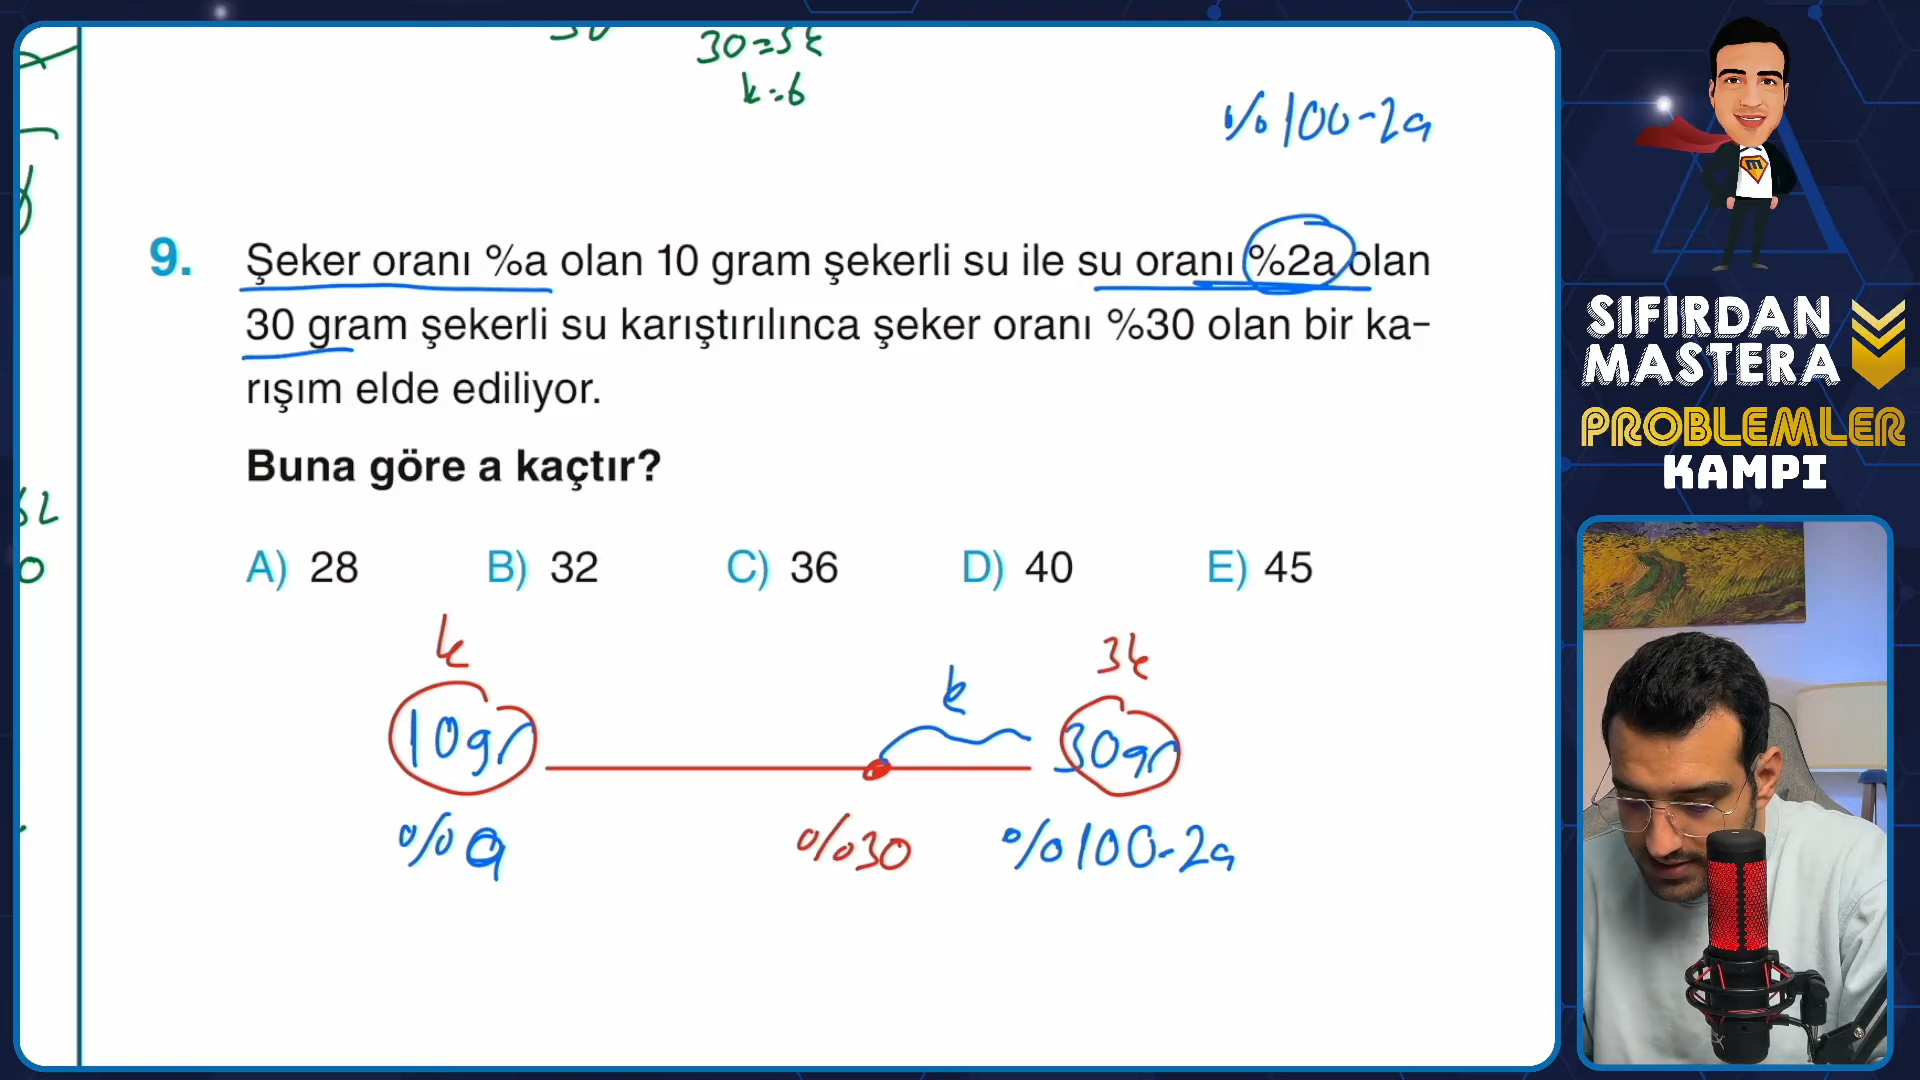 30=5k
k=6
%100-2a
9. Şeker oranı %a olan 10 gram şekerli su ile su oranı %2a olan
30 gram şekerli su karıştırılınca şeker oranı %30 olan bir ka-
rışım elde ediliyor.
Buna göre a kaçtır?
A) 28 B) 32 C) 36 D) 40 E) 45
k k 3k
10gr 30gr
%a %30 %100-2a
SIFIRDAN
MASTERA
PROBLEMLER
KAMPI